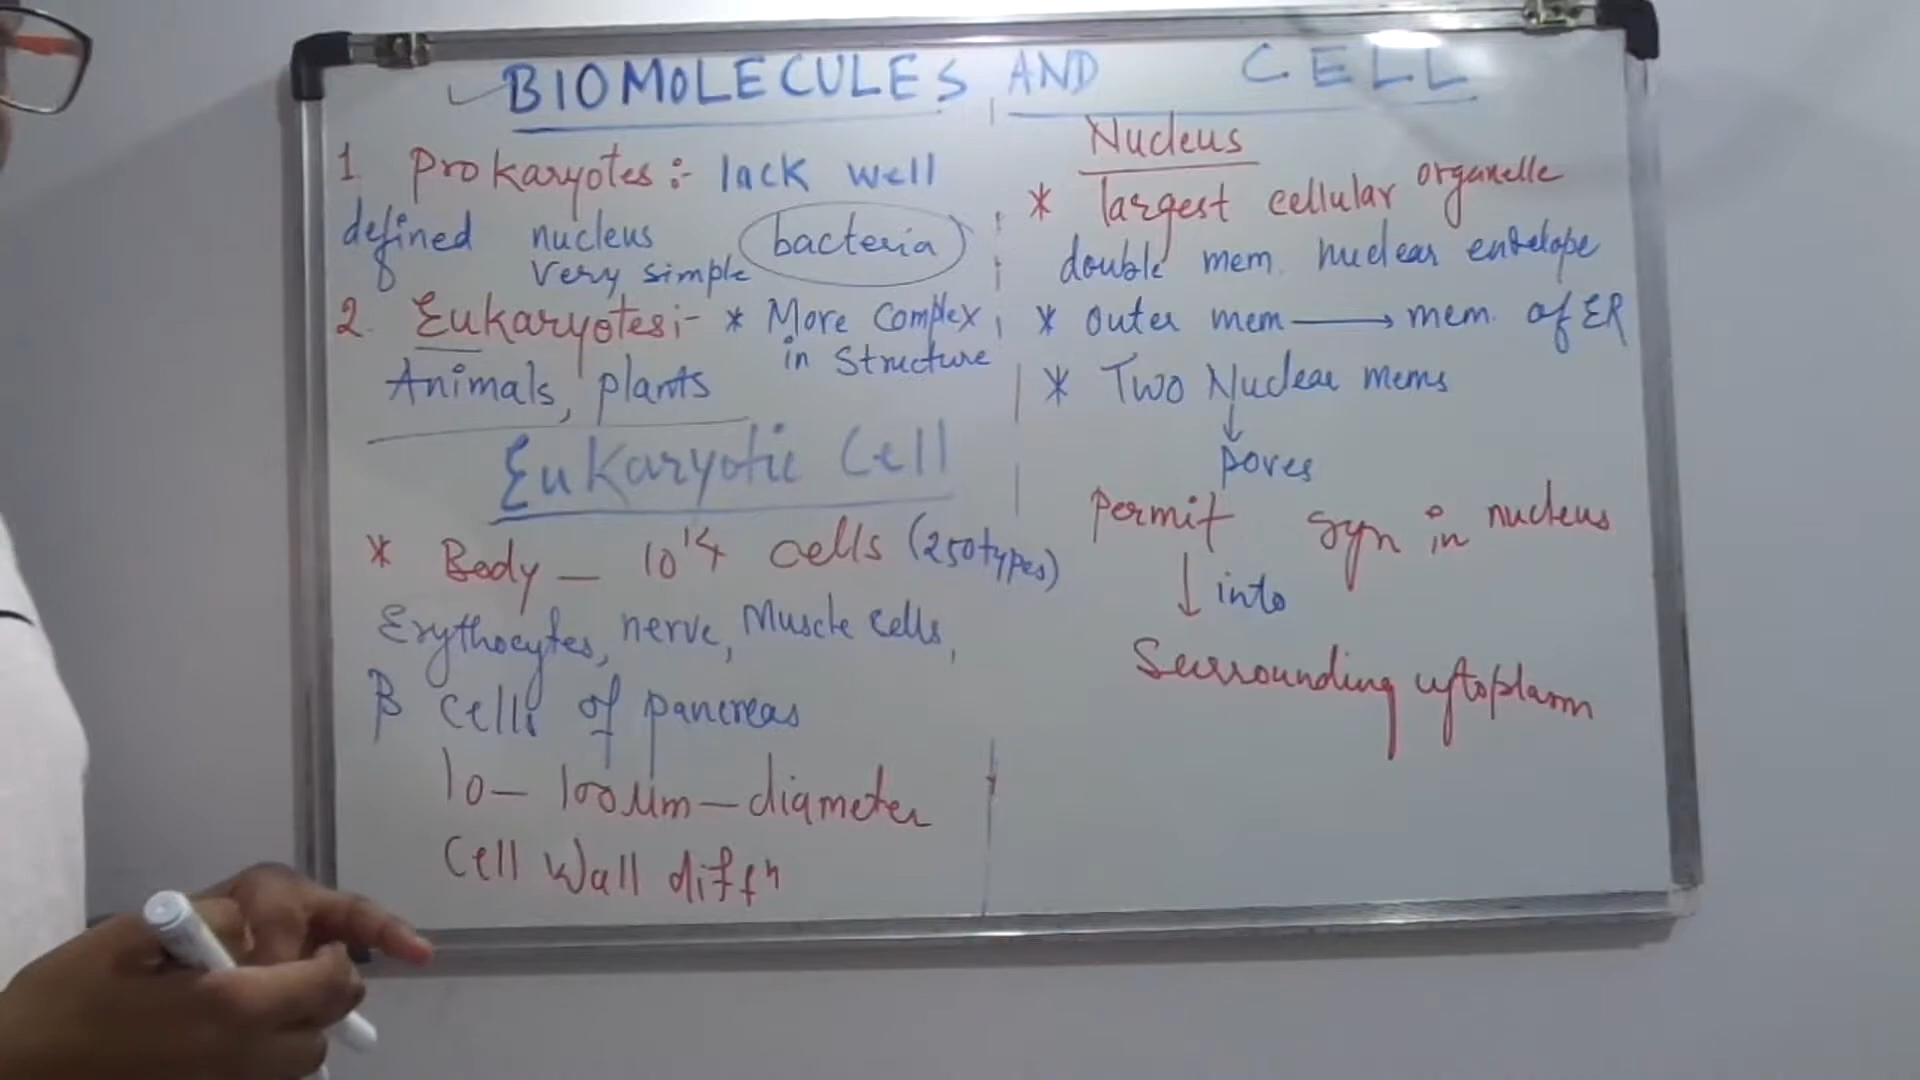 BIOMOLECULES AND CELL
1. Prokaryotes :- lack well
defined nucleus bacteria
very simple
2. Eukaryotes :- * More Complex
in Structure
Animals, plants
Eukaryotic Cell
* Body — 10¹⁴ cells (250 types)
Erythocytes, nerve, Muscle cells,
β cells of pancreas
10 — 100 µm — diameter
Cell Wall diffⁿ
Nucleus
* largest cellular organelle
double mem. nuclear envelope
* outer mem → mem. of ER
* Two Nuclear mems
↓
pores
permit syn in nucleus
↓ into
Surrounding cytoplasm